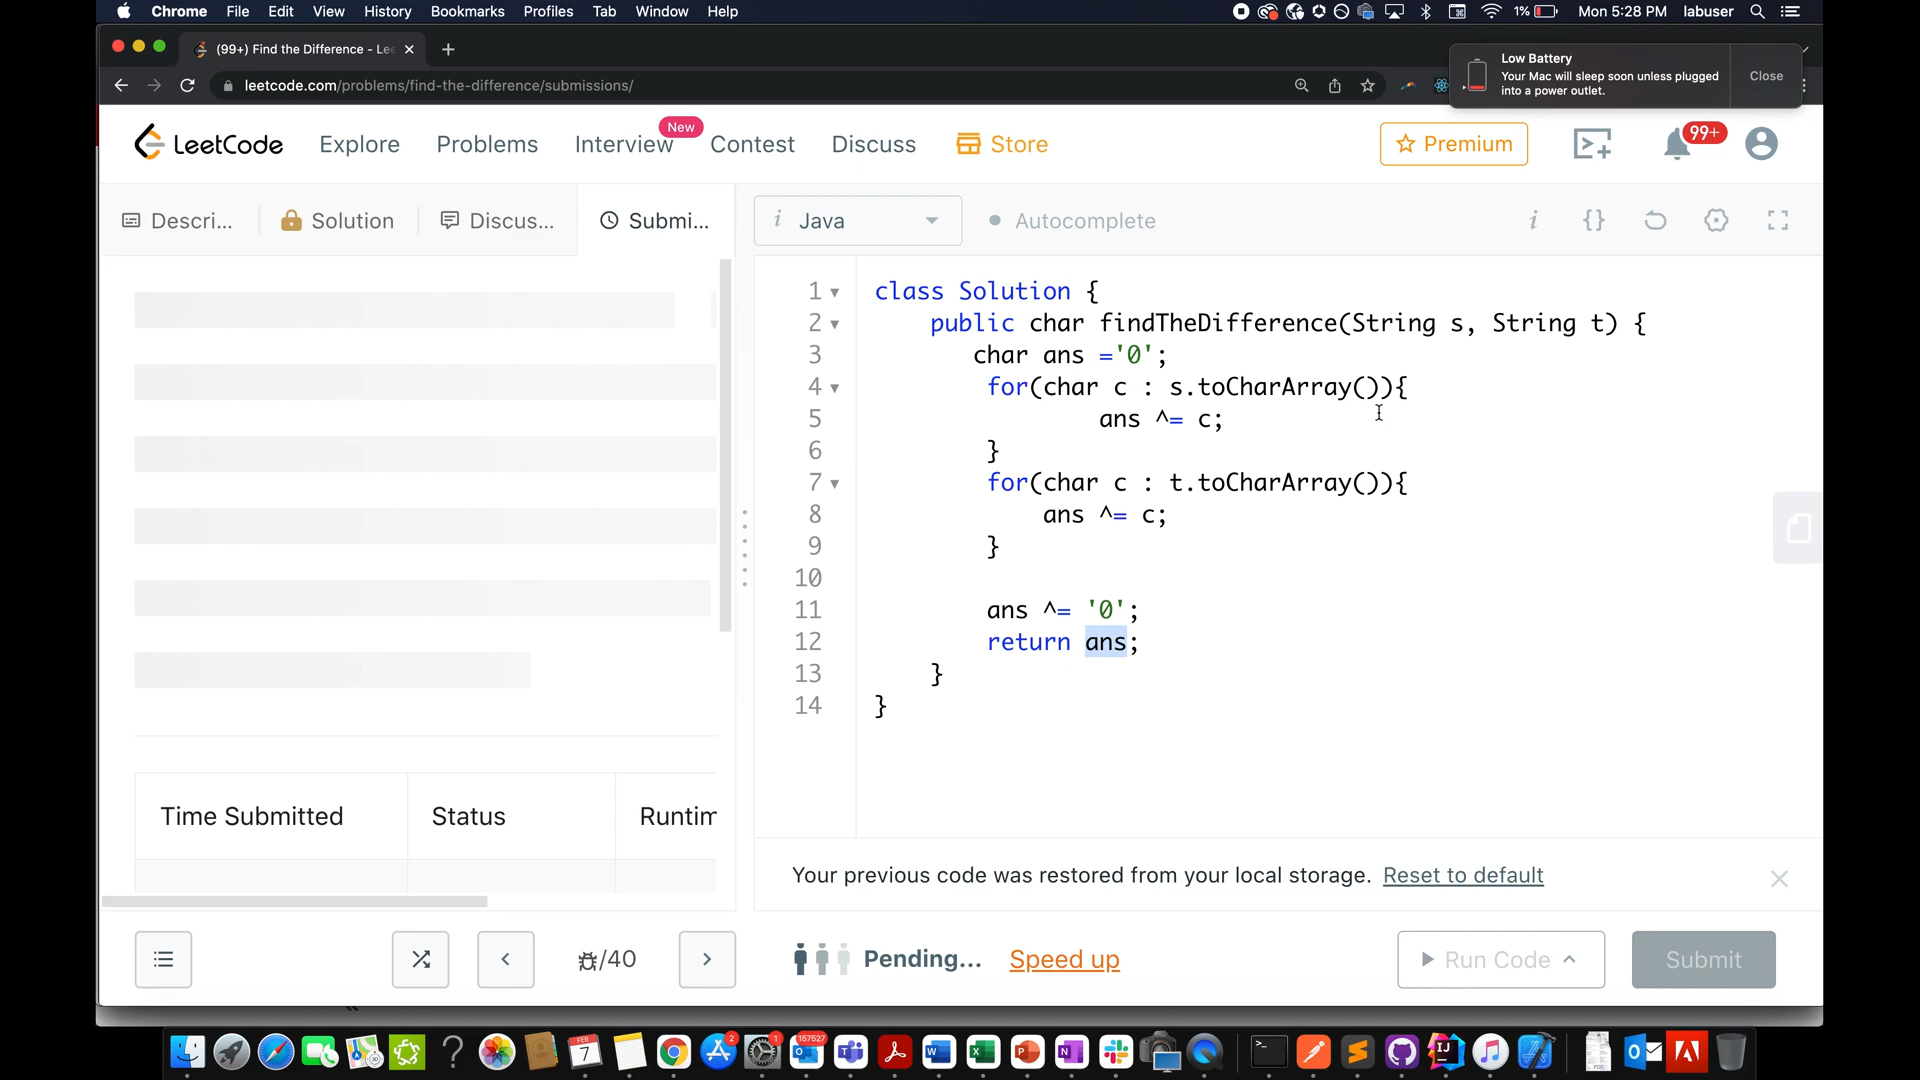 Chrome File Edit View History Bookmarks Profiles Tab Window Help 1% Mon 5:28 PM labuser
(99+) Find the Difference - Lee
Low Battery
Your Mac will sleep soon unless plugged
into a power outlet.
Close
leetcode.com/problems/find-the-difference/submissions/
LeetCode Explore Problems Interview New Contest Discuss Store Premium 99+
Descri... Solution Discus... Submi...
i Java Autocomplete i {}
1 class Solution {
2 public char findTheDifference(String s, String t) {
3 char ans ='0';
4 for(char c : s.toCharArray()){
5 ans ^= c;
6 }
7 for(char c : t.toCharArray()){
8 ans ^= c;
9 }
10
11 ans ^= '0';
12 return ans;
13 }
14 }
Time Submitted Status Runtim
Your previous code was restored from your local storage. Reset to default
/40
Pending... Speed up Run Code Submit
FEB
7
2
1
157527